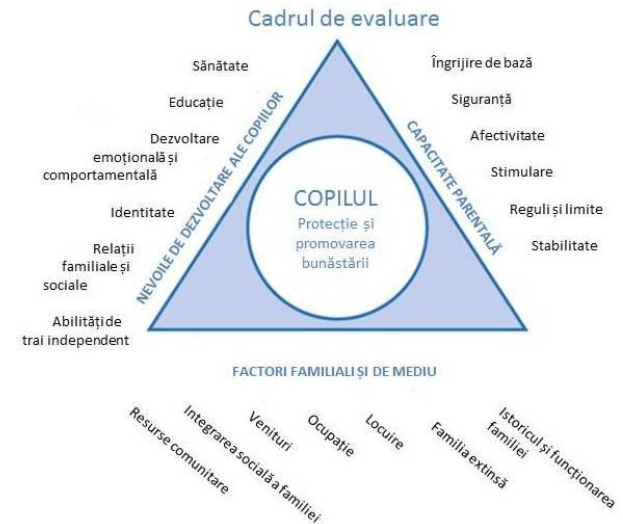 Cadrul de evaluare
Sănătate
Educație
Dezvoltare
emoțională și
comportamentală
Identitate
Relații
familiale și
sociale
Abilități de
trai independent
NEVOILE DE DEZVOLTARE ALE COPIILOR
COPILUL
Protecție și
promovarea
bunăstării
CAPACITATE PARENTALĂ
Îngrijire de bază
Siguranță
Afectivitate
Stimulare
Reguli și limite
Stabilitate
FACTORI FAMILIALI ȘI DE MEDIU
Resurse comunitare
Integrarea socială a familiei
Venituri
Ocupație
Locuire
Familia extinsă
Istoricul și funcționarea
familiei